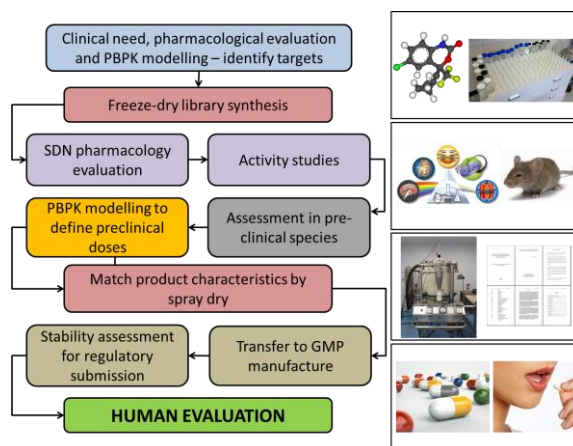 Clinical need, pharmacological evaluation
and PBPK modelling – identify targets
Freeze-dry library synthesis
SDN pharmacology
evaluation
Activity studies
PBPK modelling to
define preclinical
doses
Assessment in pre-
clinical species
Match product characteristics by
spray dry
Stability assessment
for regulatory
submission
Transfer to GMP
manufacture
HUMAN EVALUATION